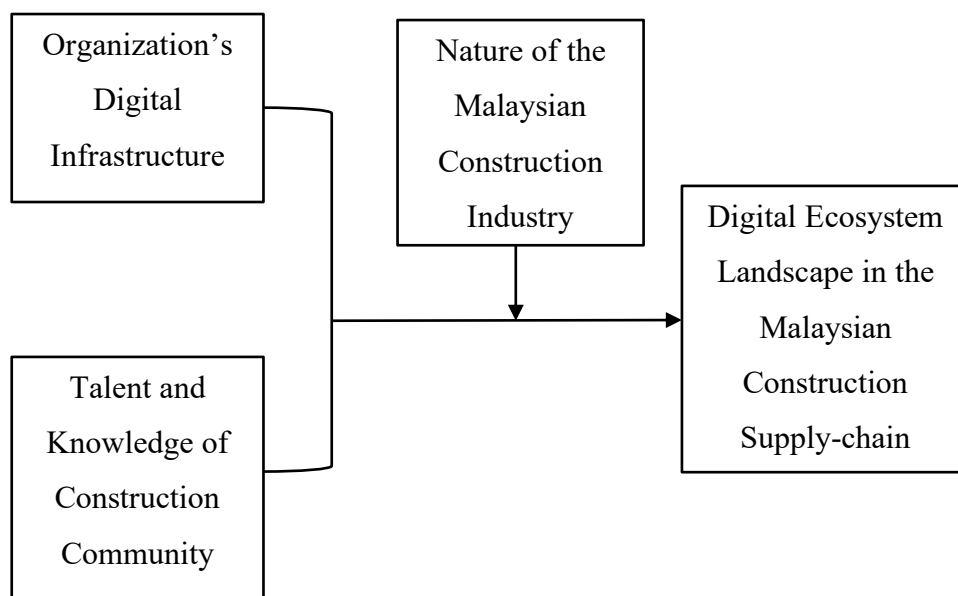 Organization’s
Digital
Infrastructure
Nature of the
Malaysian
Construction
Industry
Digital Ecosystem
Landscape in the
Malaysian
Construction
Supply-chain
Talent and
Knowledge of
Construction
Community